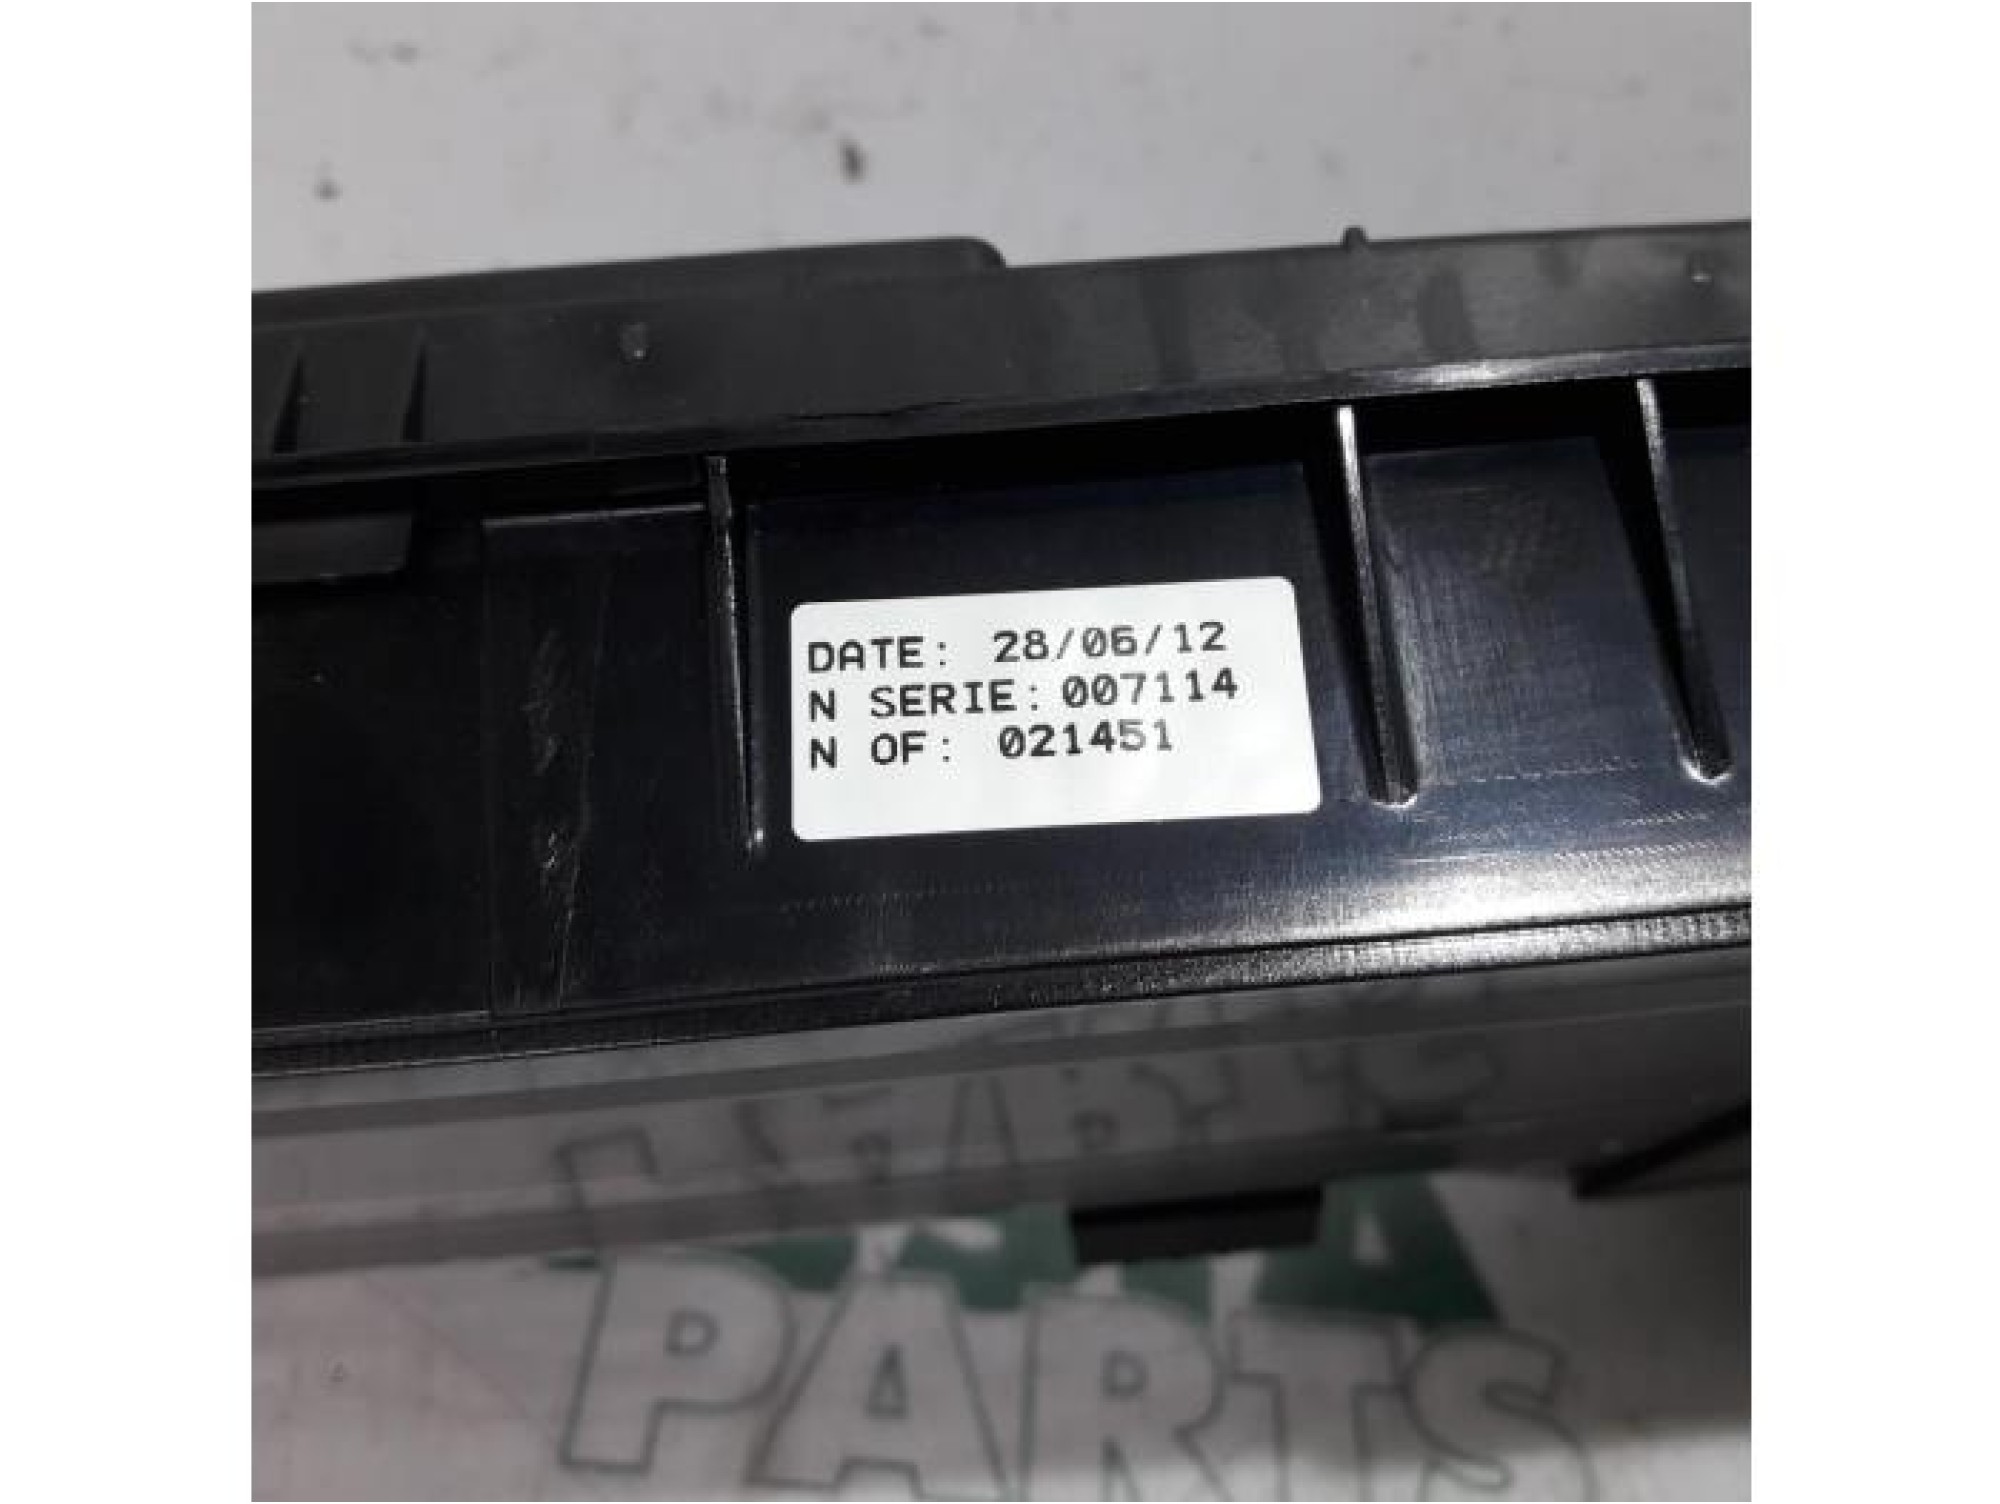 DATE: 28/06/12
N SERIE: 007114
N OF: 021451
PARTS